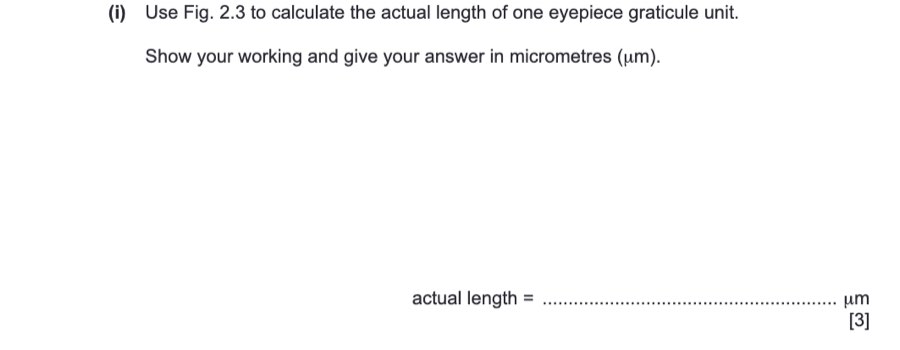 (i) Use Fig. 2.3 to calculate the actual length of one eyepiece graticule unit.
Show your working and give your answer in micrometres (μm).
actual length = .......................................................... μm
[3]